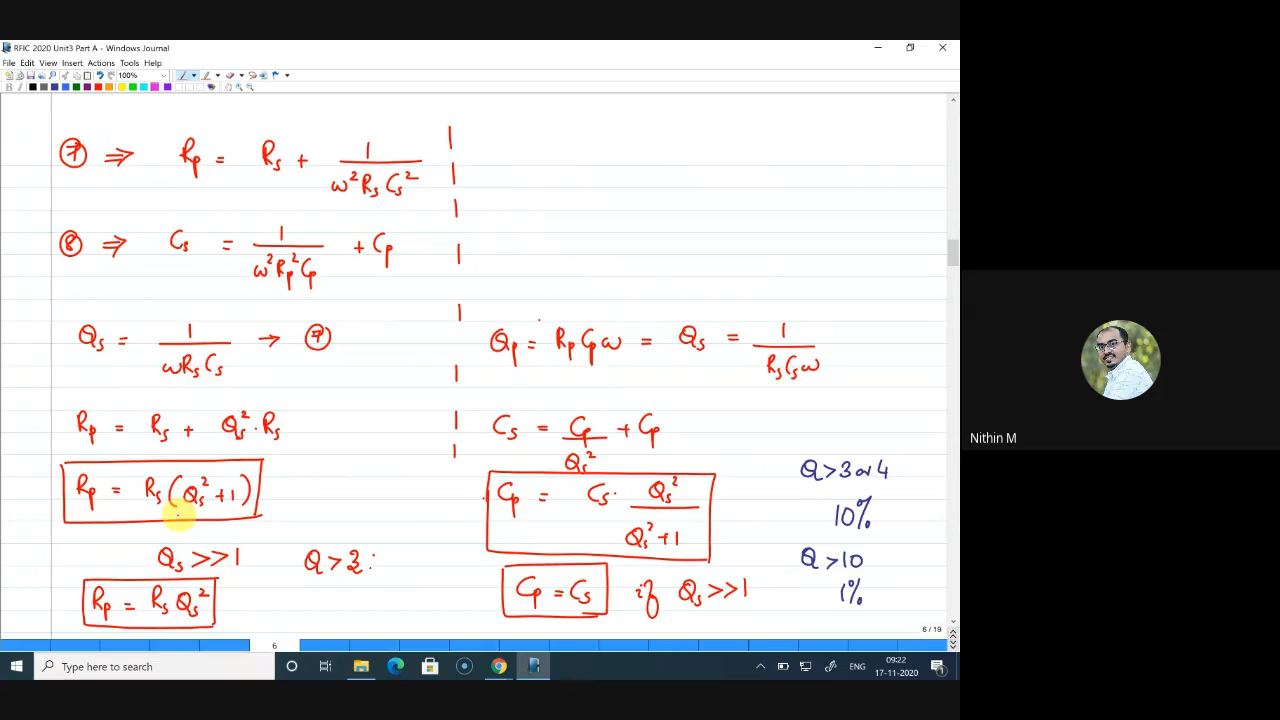 RFIC 2020 Unit3 Part A - Windows Journal
File Edit View Insert Actions Tools Help
100%
⑦ ⇒ Rp = Rs + 1 / ω²RsCs²
⑧ ⇒ Cs = 1 / ω²Rp²Cp + Cp
Qs = 1 / ωRsCs → ⑦
Rp = Rs + Qs²·Rs
Rp = Rs(Qs²+1)
Qs >>1 Q > 3:
Rp = RsQs²
Qp = RpCpω = Qs = 1 / RsCsω
Cs = Cp / Qs² + Cp
Cp = Cs · Qs² / Qs²+1
Cp = Cs if Qs >>1
Q>3 or 4
10%
Q >10
1%
6 / 19
6
Nithin M
Type here to search
ENG
09:22
17-11-2020